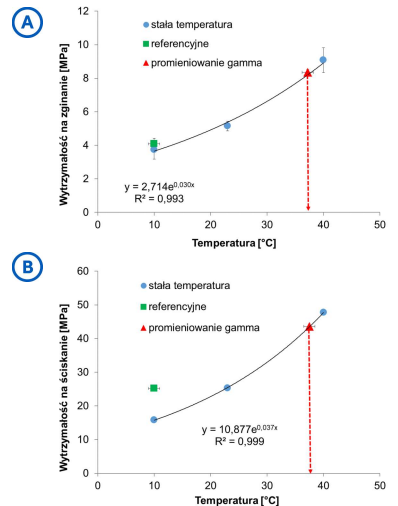 A
12
10
8
6
4
2
0
Wytrzymałość na zginanie [MPa]
stała temperatura
referencyjne
promieniowanie gamma
y = 2,714e0,030x
R² = 0,993
0 10 20 30 40 50
Temperatura [°C]
B
60
50
40
30
20
10
0
Wytrzymałość na ściskanie [MPa]
stała temperatura
referencyjne
promieniowanie gamma
y = 10,877e0,037x
R² = 0,999
0 10 20 30 40 50
Temperatura [°C]